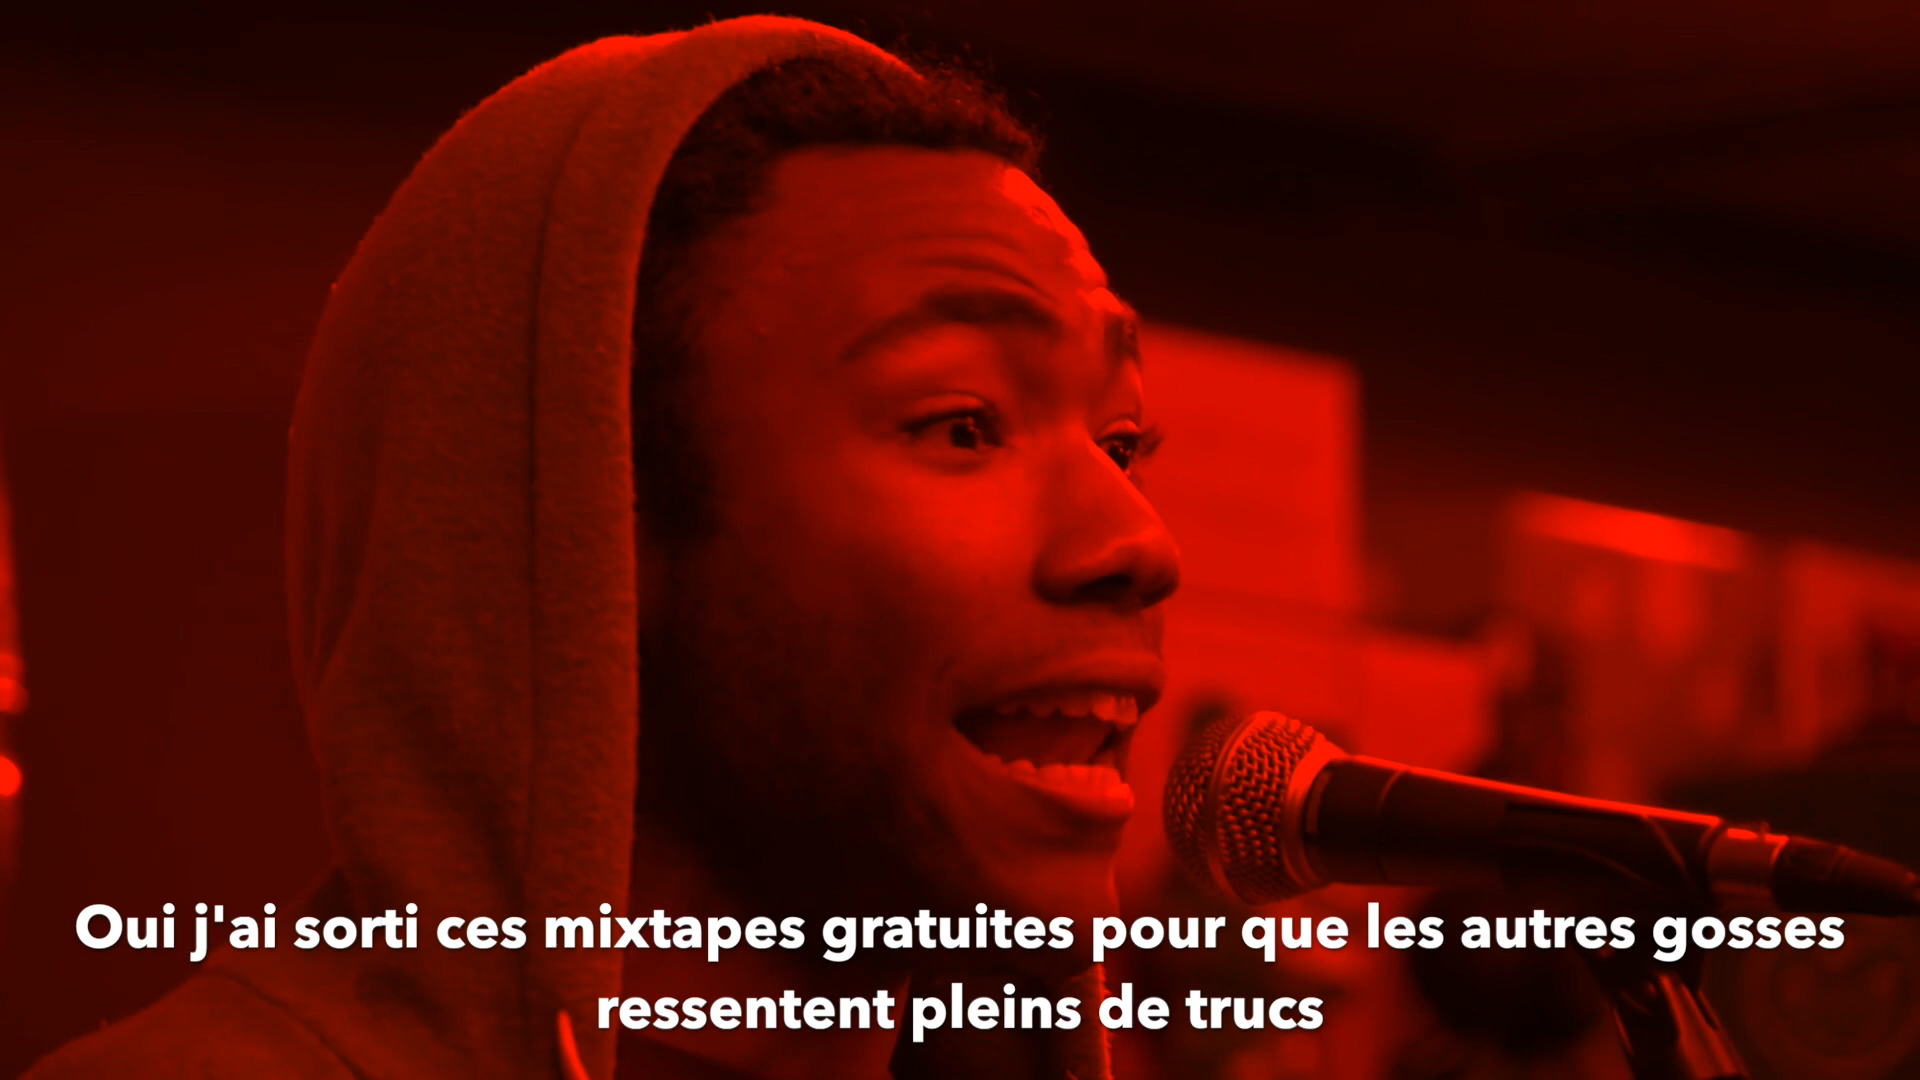 Oui j'ai sorti ces mixtapes gratuites pour que les autres gosses
ressentent pleins de trucs